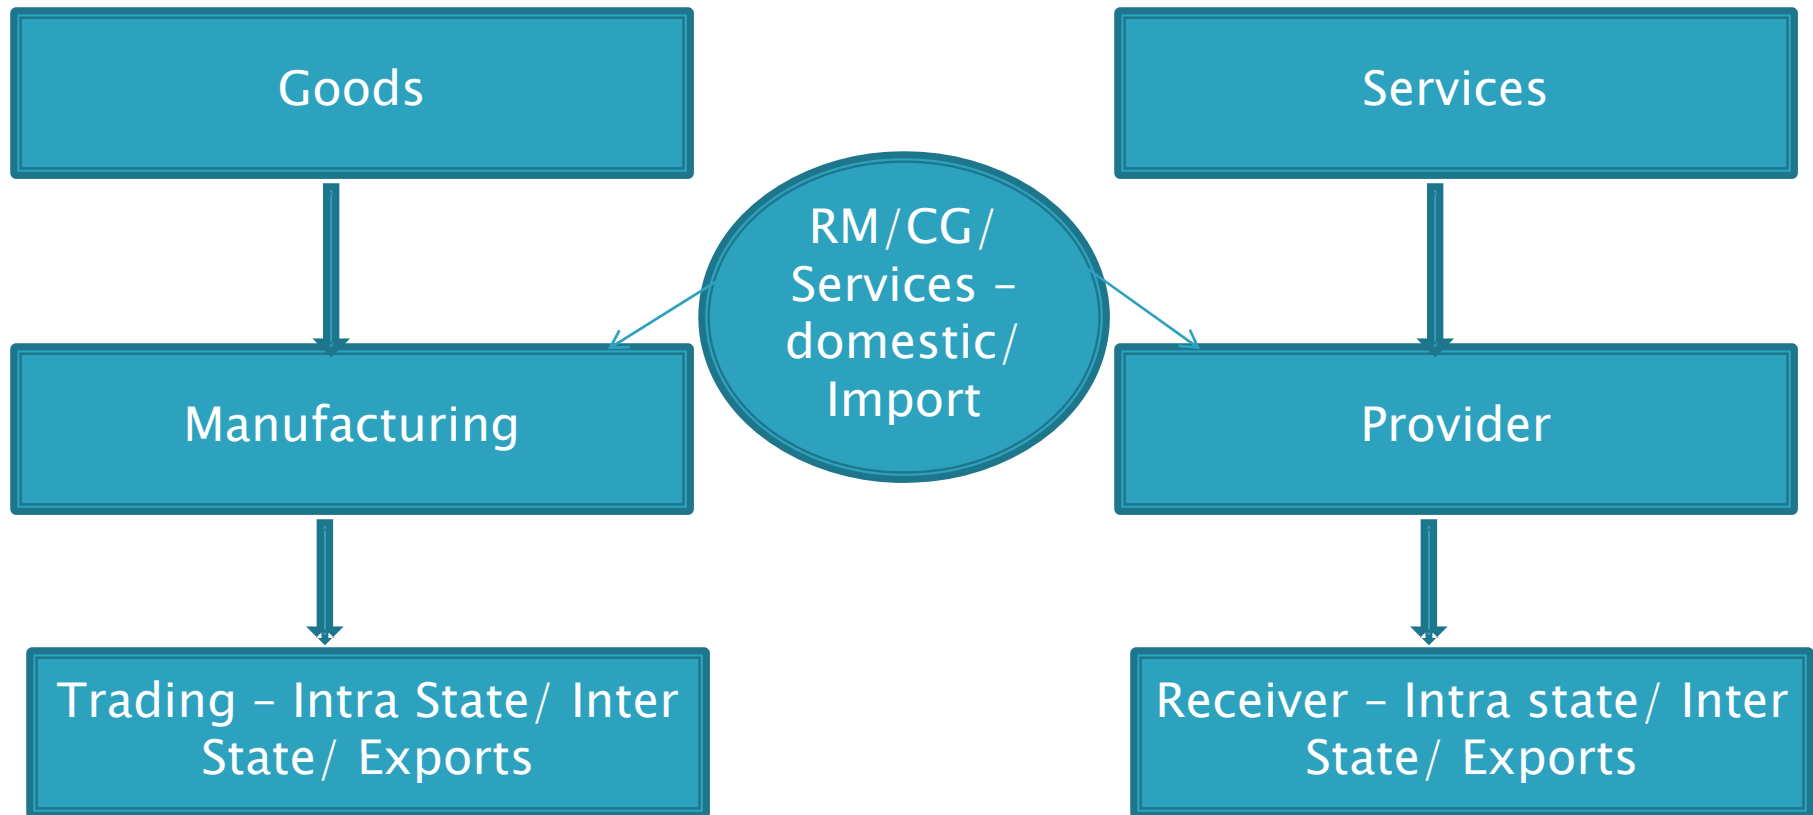 Goods
Services
RM/CG/
Services –
domestic/
Import
Manufacturing
Provider
Trading – Intra State/ Inter
State/ Exports
Receiver – Intra state/ Inter
State/ Exports